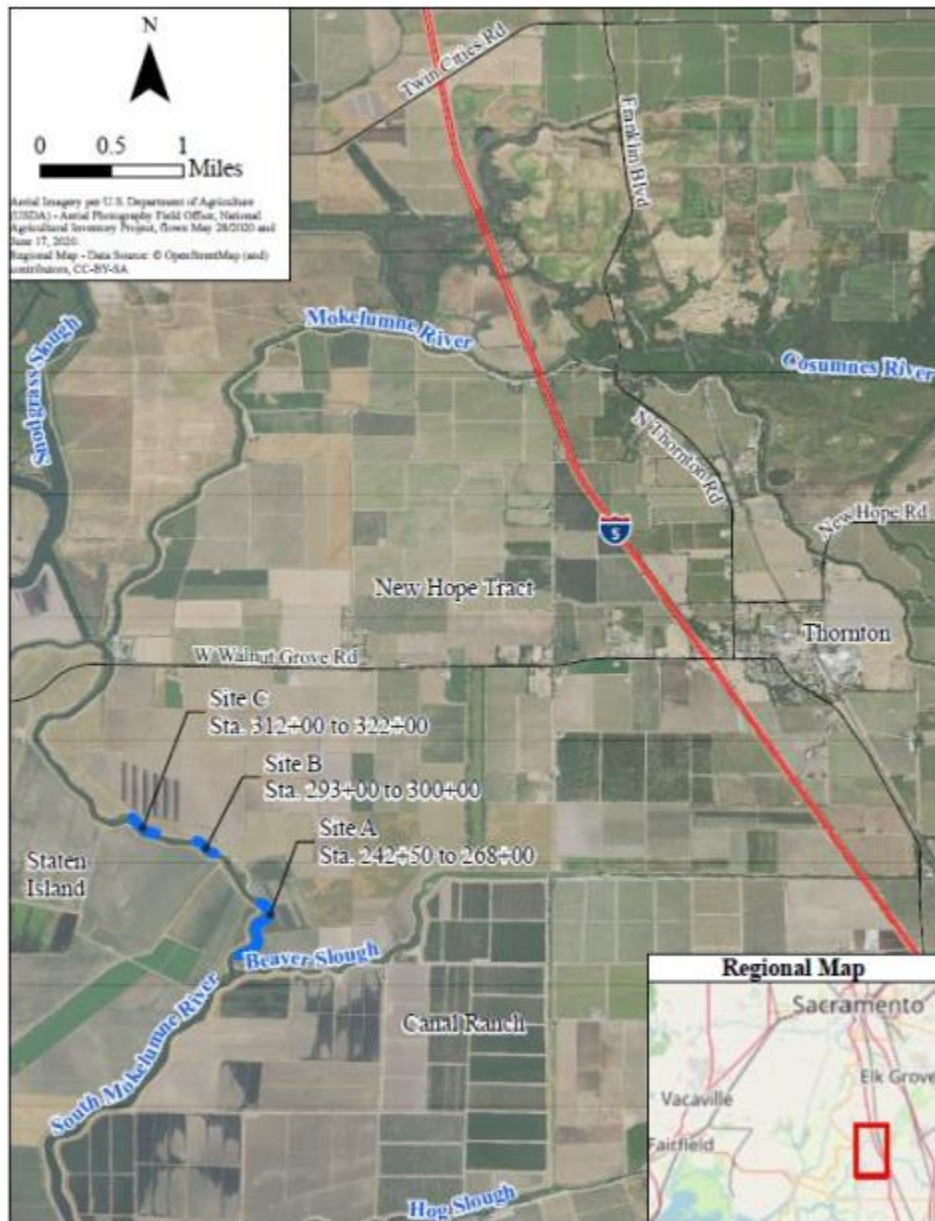 N
0 0.5 1
Miles
Aerial Imagery per U.S. Department of Agriculture
(USDA) - Aerial Photography Field Office, National
Agricultural Inventory Project, flown May 28/2020 and
June 17, 2020.
Regional Map - Data Source: © OpenStreetMap (and)
contributors, CC-BY-SA
Twin Cities Rd
Franklin Blvd
Mokelumne River
Cosumnes River
Snodgrass Slough
N Thornton Rd
New Hope Rd
5
New Hope Tract
Thornton
W Walnut Grove Rd
Site C
Sta. 312+00 to 322+00
Site B
Sta. 293+00 to 300+00
Site A
Sta. 242+50 to 268+00
Staten
Island
Beaver Slough
South Mokelumne River
Canal Ranch
Hog Slough
Regional Map
Sacramento
Elk Grove
Vacaville
Fairfield